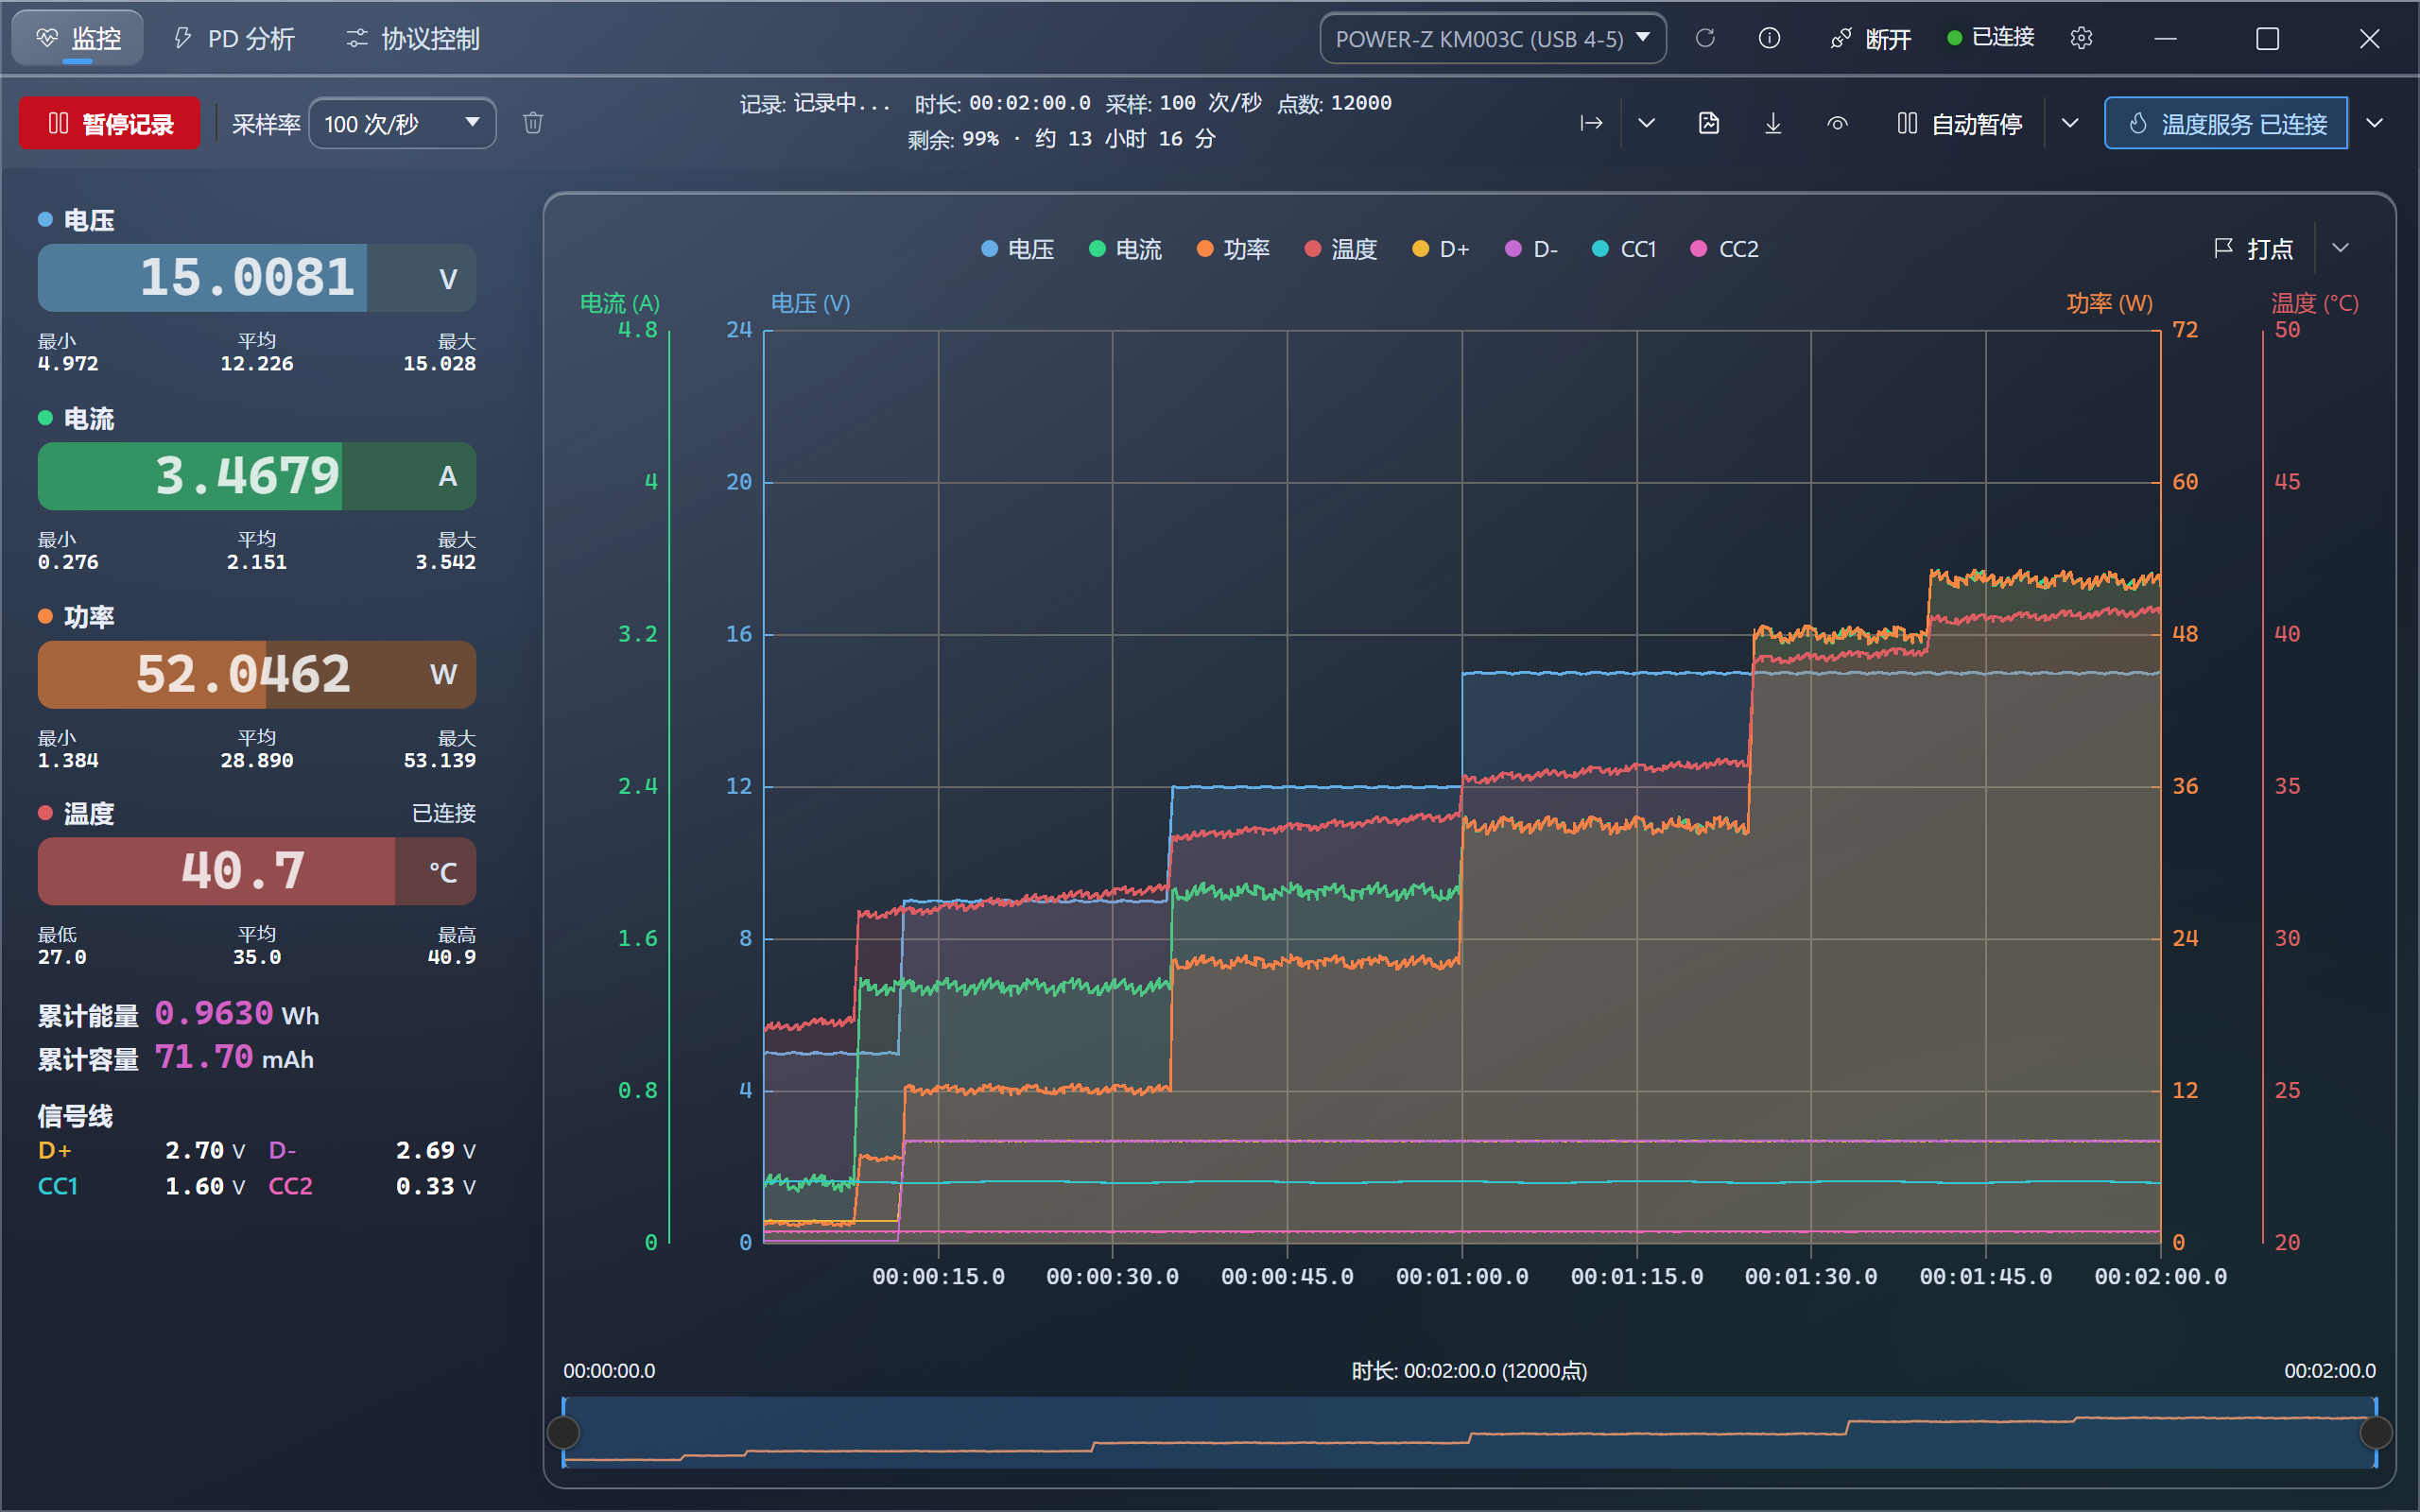 监控 PD 分析 协议控制 POWER-Z KM003C (USB 4-5) 断开 已连接
暂停记录 采样率 100 次/秒
记录: 记录中... 时长: 00:02:00.0 采样: 100 次/秒 点数: 12000
剩余: 99% · 约 13 小时 16 分
自动暂停 温度服务 已连接
电压
15.0081 V
最小 平均 最大
4.972 12.226 15.028
电流
3.4679 A
最小 平均 最大
0.276 2.151 3.542
功率
52.0462 W
最小 平均 最大
1.384 28.890 53.139
温度 已连接
40.7 °C
最低 平均 最高
27.0 35.0 40.9
累计能量 0.9630 Wh
累计容量 71.70 mAh
信号线
D+ 2.70 V D- 2.69 V
CC1 1.60 V CC2 0.33 V
电压 电流 功率 温度 D+ D- CC1 CC2 打点
电流 (A) 电压 (V) 功率 (W) 温度 (°C)
4.8 24 72 50
4 20 60 45
3.2 16 48 40
2.4 12 36 35
1.6 8 24 30
0.8 4 12 25
0 0 0 20
00:00:15.0 00:00:30.0 00:00:45.0 00:01:00.0 00:01:15.0 00:01:30.0 00:01:45.0 00:02:00.0
00:00:00.0 时长: 00:02:00.0 (12000点) 00:02:00.0